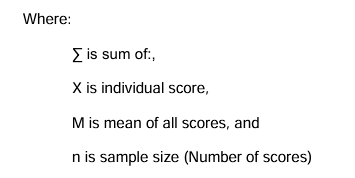 Where:
∑ is sum of:,
X is individual score,
M is mean of all scores, and
n is sample size (Number of scores)